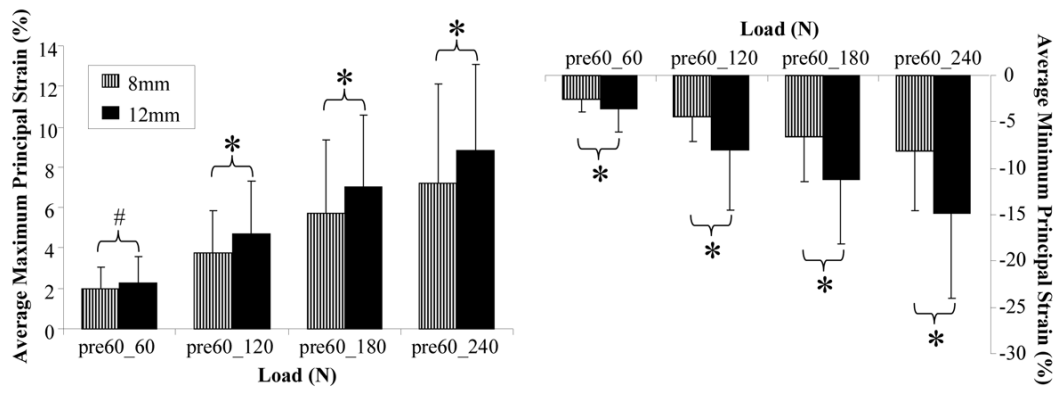 Average Maximum Principal Strain (%)
14
12
10
8
6
4
2
0
8mm
12mm
#
*
*
*
pre60_60 pre60_120 pre60_180 pre60_240
Load (N)
Load (N)
pre60_60 pre60_120 pre60_180 pre60_240
0
-5
-10
-15
-20
-25
-30
*
*
*
*
Average Minimum Principal Strain (%)